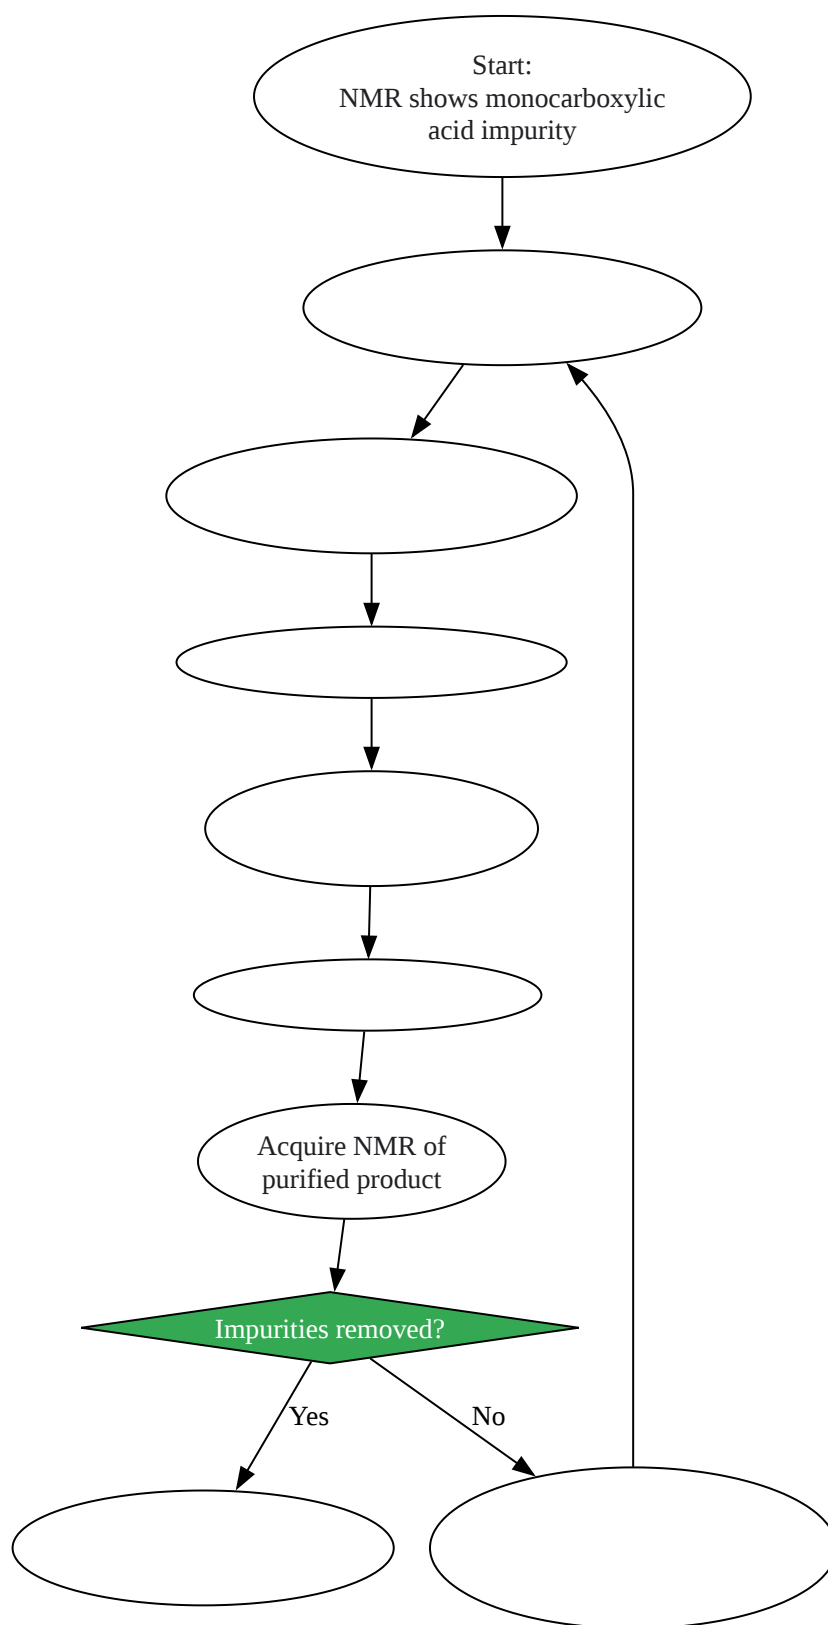 Start:
NMR shows monocarboxylic
acid impurity
Acquire NMR of
purified product
Impurities removed?
Yes
No